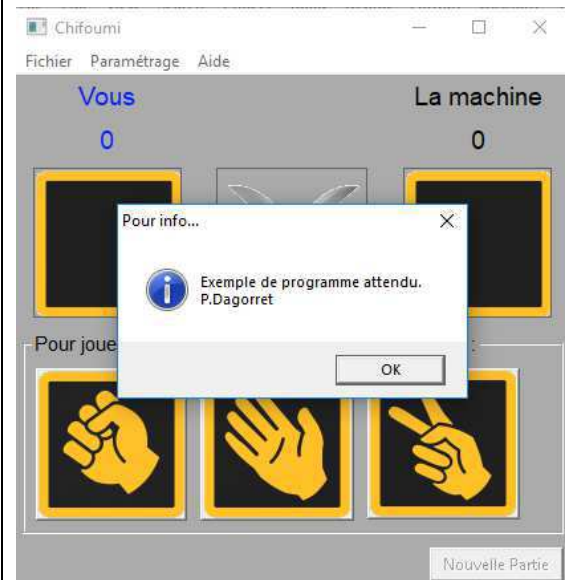 Chifoumi
Fichier Paramétrage Aide
Vous La machine
0 0
Pour info...
Exemple de programme attendu.
P.Dagorret
OK
Pour joue :
Nouvelle Partie